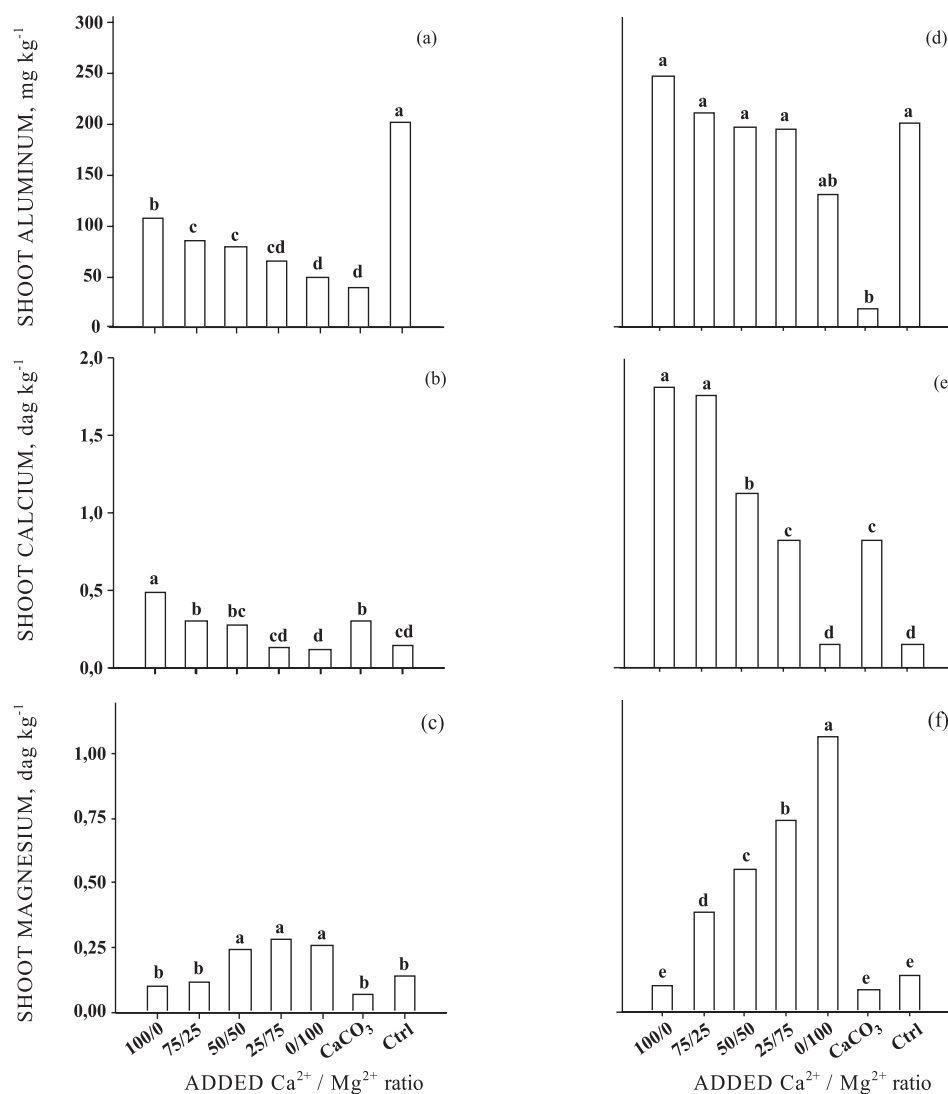 SHOOT ALUMINUM, mg kg⁻¹
300
250
200
150
100
50
0
(a)
b
c
c
cd
d
d
a
(d)
a
a
a
a
ab
b
a
SHOOT CALCIUM, dag kg⁻¹
2,0
1,5
1,0
0,5
0,0
(b)
a
b
bc
cd
d
b
cd
(e
a
a
b
c
d
c
d
SHOOT MAGNESIUM, dag kg⁻¹
1,00
0,75
0,50
0,25
0,00
(c)
b
b
a
a
a
b
b
(f)
e
d
c
b
a
e
e
100/0
75/25
50/50
25/75
0/100
CaCO₃
Ctrl
ADDED Ca²⁺ / Mg²⁺ ratio
100/0
75/25
50/50
25/75
0/100
CaCO₃
Ctrl
ADDED Ca²⁺ / Mg²⁺ ratio